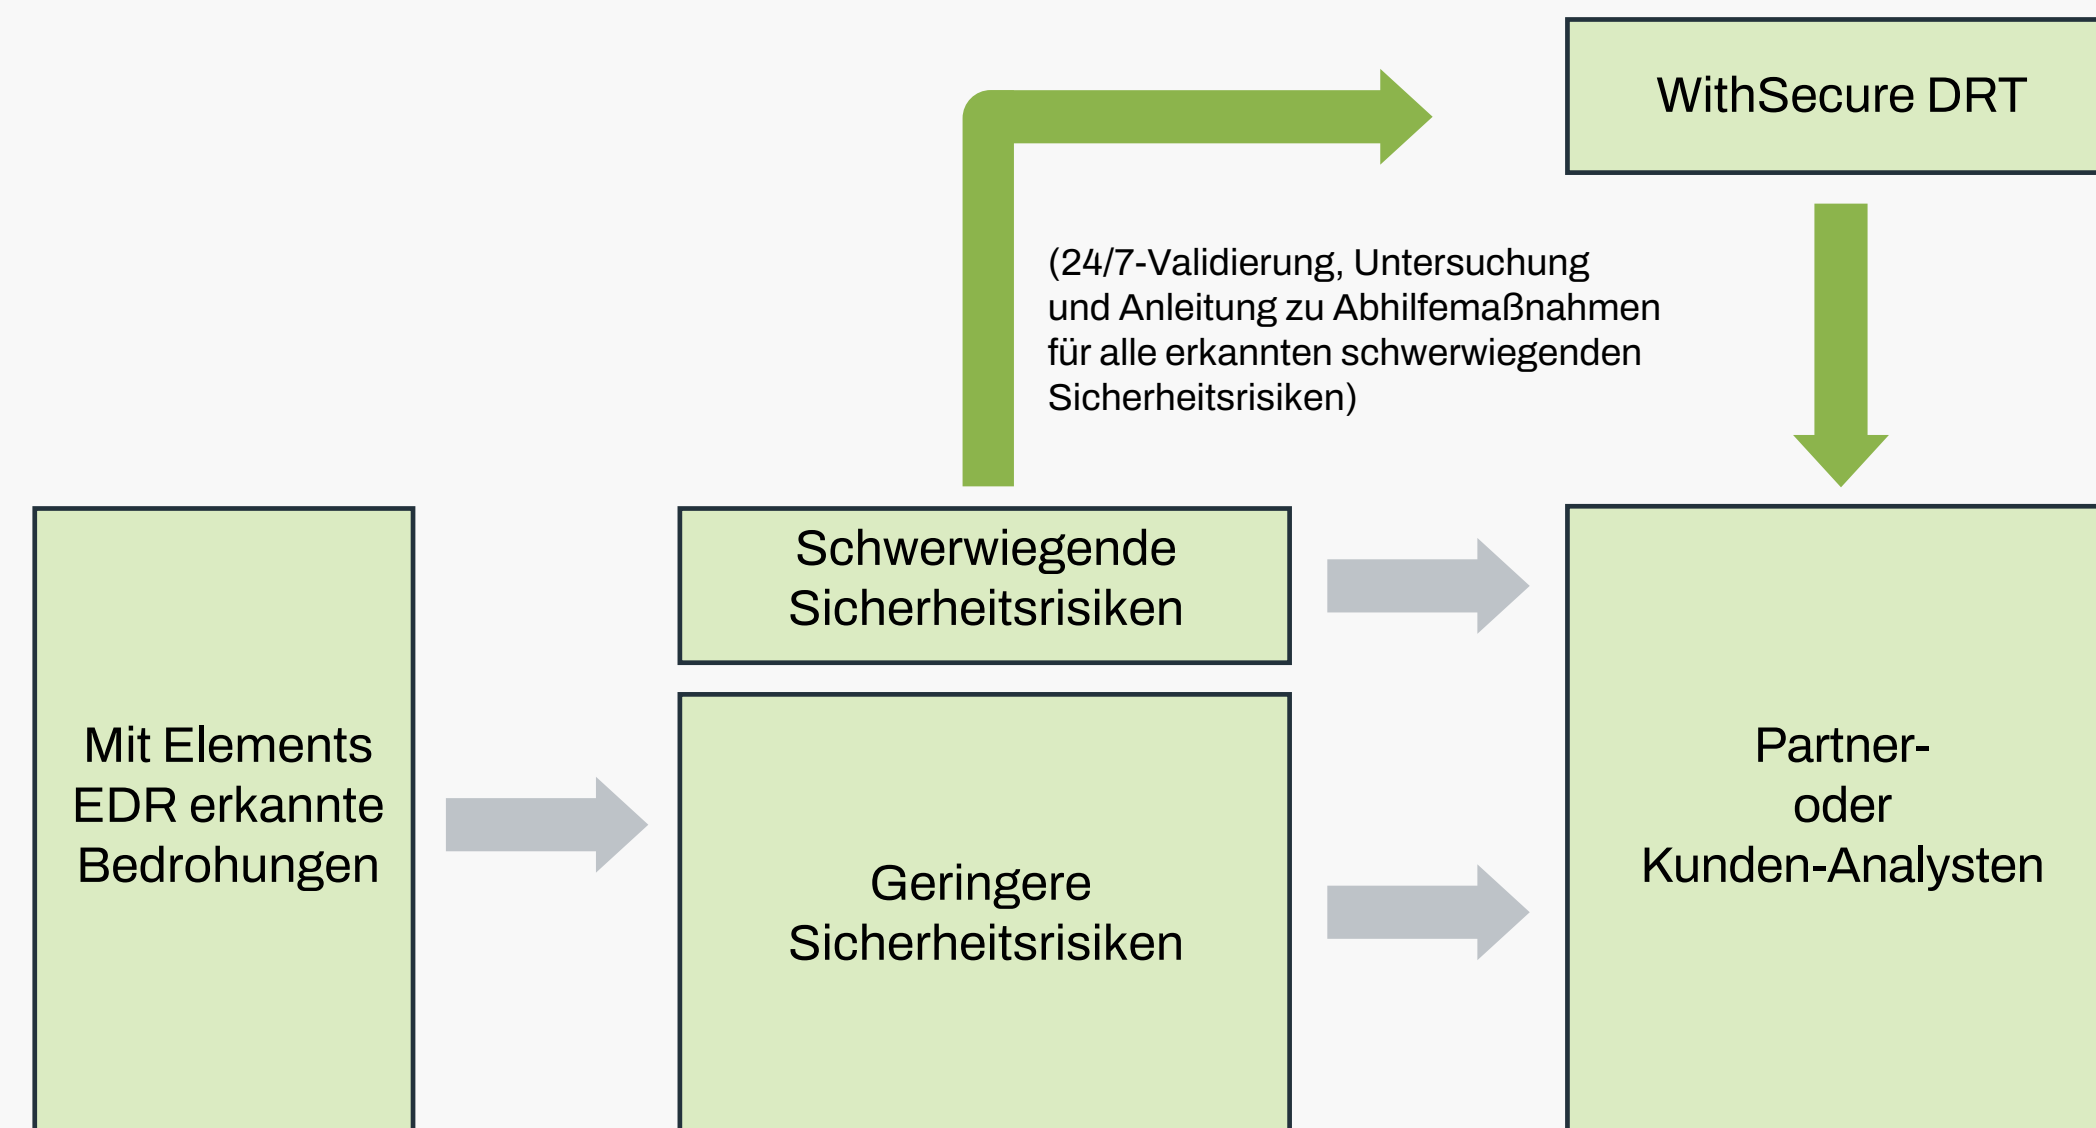 WithSecure DRT
(24/7-Validierung, Untersuchung
und Anleitung zu Abhilfemaßnahmen
für alle erkannten schwerwiegenden
Sicherheitsrisiken)
Schwerwiegende
Sicherheitsrisiken
Mit Elements
EDR erkannte
Bedrohungen
Geringere
Sicherheitsrisiken
Partner-
oder
Kunden-Analysten